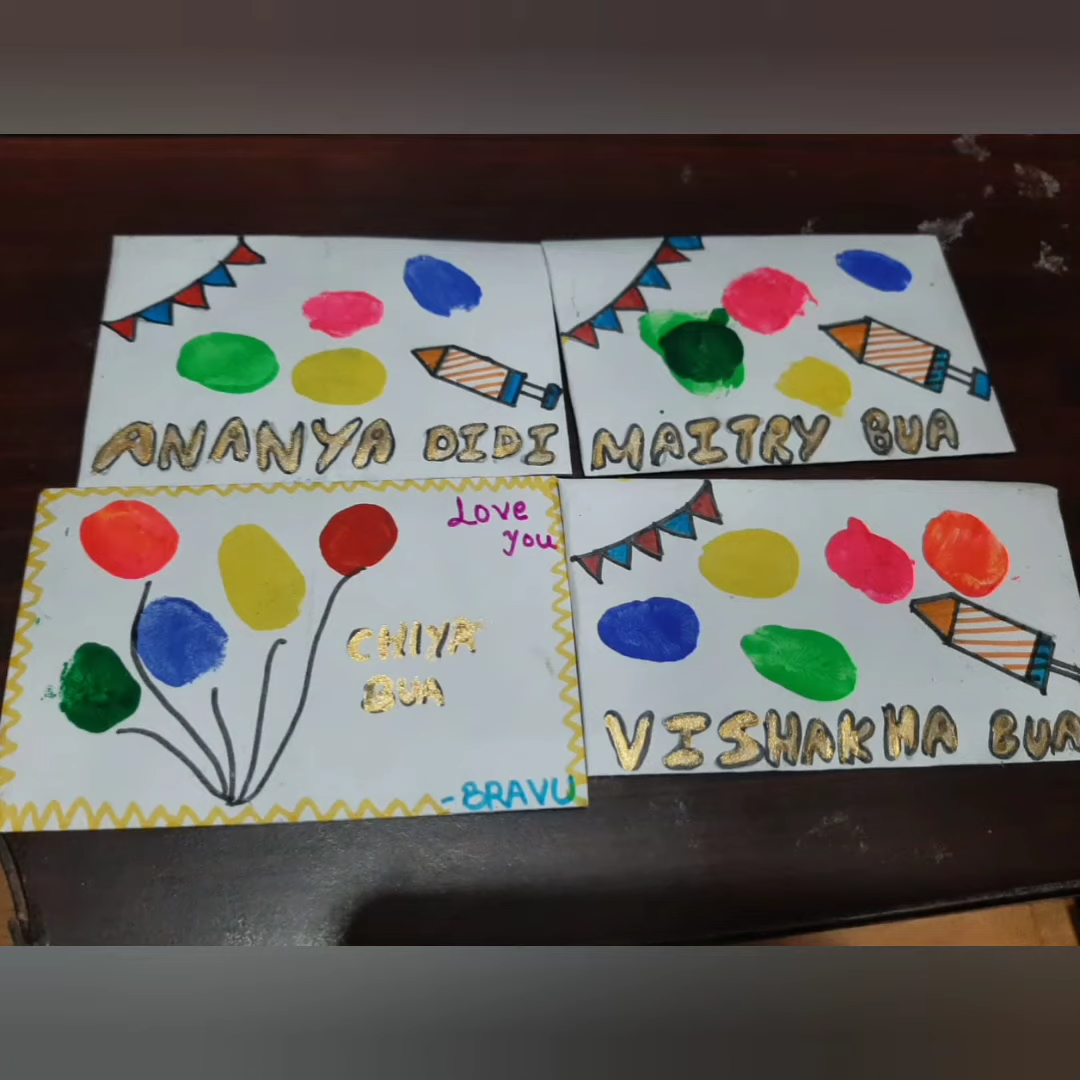 ANANYA DIDI
MAITRY BUA
Love
you
CHIYA
BUA
-BRAVU
VISHAKHA BUA